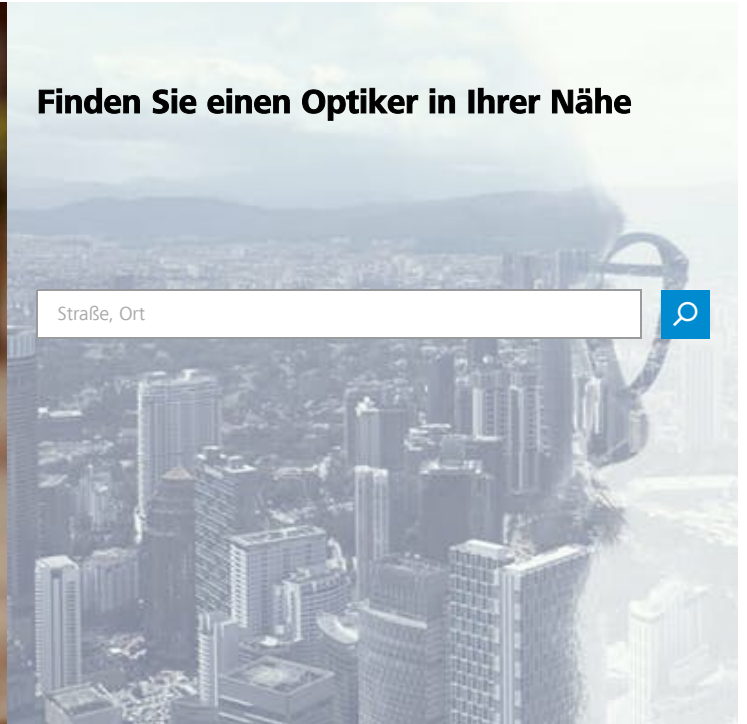 Finden Sie einen Optiker in Ihrer Nähe
Straße, Ort